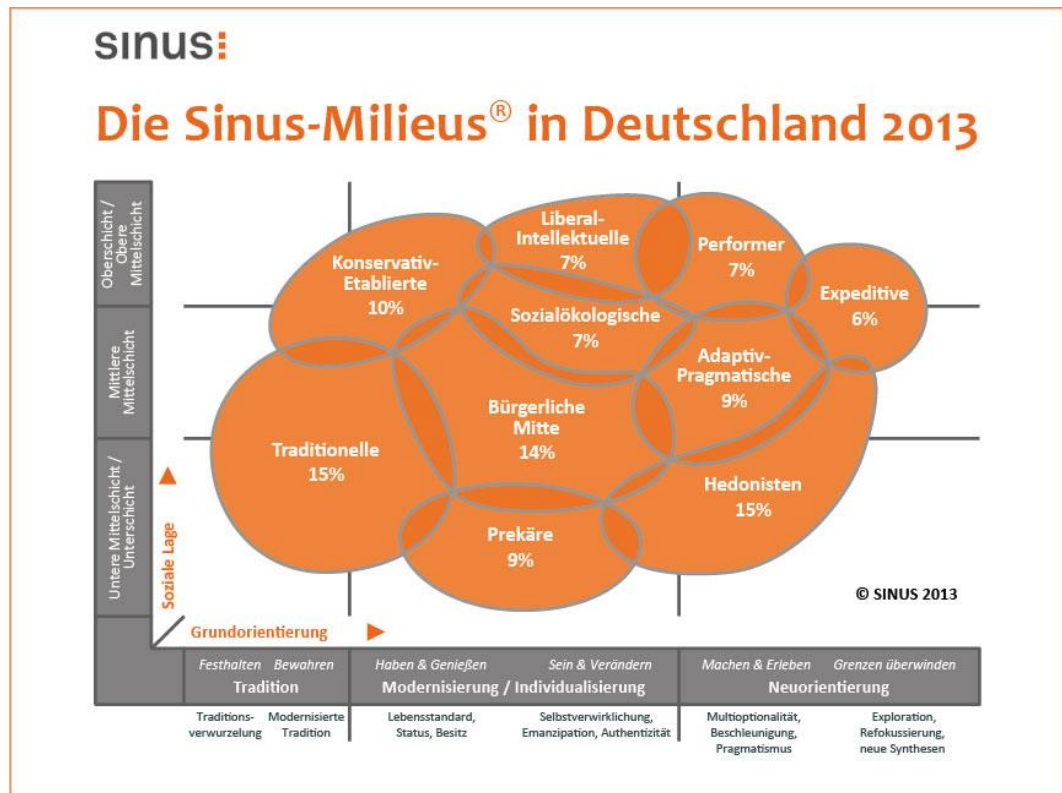 sinus:
Die Sinus-Milieus® in Deutschland 2013
Oberschicht /
Obere
Mittelschicht
Mittlere
Mittelschicht
Untere Mittelschicht /
Unterschicht
Soziale Lage
Konservativ-
Etablierte
10%
Liberal-
Intellektuelle
7%
Performer
7%
Expeditive
6%
Sozialökologische
7%
Adaptiv-
Pragmatische
9%
Bürgerliche
Mitte
14%
Traditionelle
15%
Hedonisten
15%
Prekäre
9%
© SINUS 2013
Grundorientierung
Festhalten Bewahren
Tradition
Haben & Genießen Sein & Verändern
Modernisierung / Individualisierung
Machen & Erleben Grenzen überwinden
Neuorientierung
Traditions-
verwurzelung
Modernisierte
Tradition
Lebensstandard,
Status, Besitz
Selbstverwirklichung,
Emanzipation, Authentizität
Multioptionalität,
Beschleunigung,
Pragmatismus
Exploration,
Refokussierung,
neue Synthesen